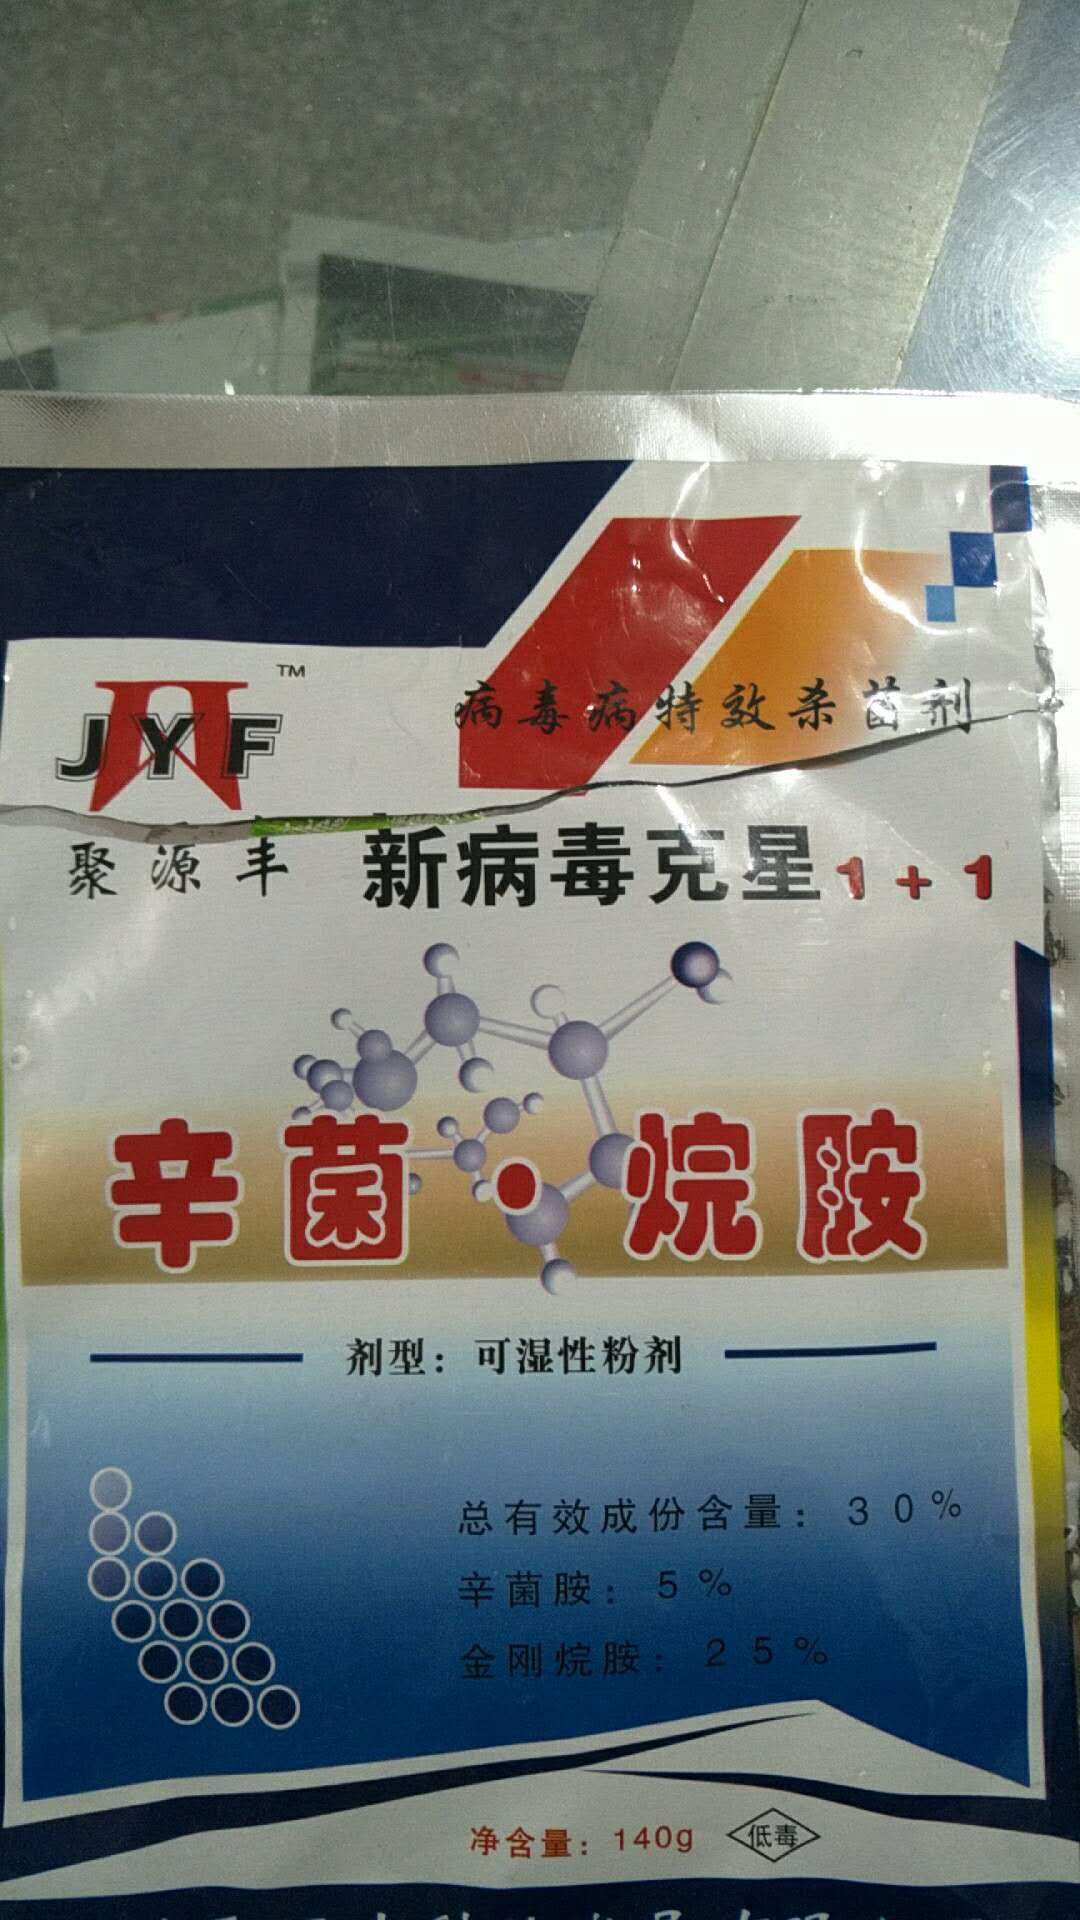 TM
JYF
病毒病特效杀菌剂
聚源丰
新病毒克星1+1
辛菌·烷胺
剂型：可湿性粉剂
总有效成份含量：30%
辛菌胺：5%
金刚烷胺：25%
净含量：140g
低毒